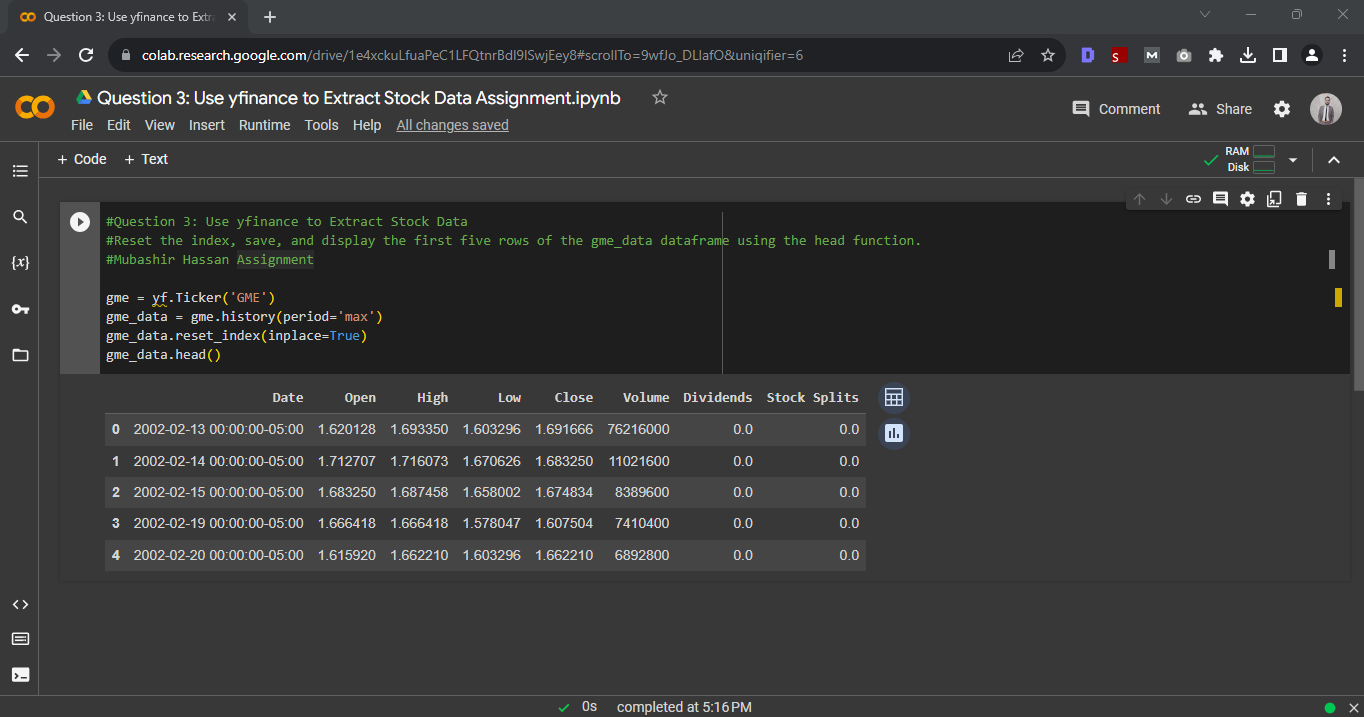 Question 3: Use yfinance to Extra
colab.research.google.com/drive/1e4xckuLfuaPeC1LFQtnrBdI9ISwjEey8#scrollTo=9wfJo_DLIafO&uniqifier=6
Question 3: Use yfinance to Extract Stock Data Assignment.ipynb
Comment
Share
File Edit View Insert Runtime Tools Help All changes saved
+ Code + Text
RAM
Disk
#Question 3: Use yfinance to Extract Stock Data
#Reset the index, save, and display the first five rows of the gme_data dataframe using the head function.
#Mubashir Hassan Assignment
gme = yf.Ticker('GME')
gme_data = gme.history(period='max')
gme_data.reset_index(inplace=True)
gme_data.head()
Date Open High Low Close Volume Dividends Stock Splits
0 2002-02-13 00:00:00-05:00 1.620128 1.693350 1.603296 1.691666 76216000 0.0 0.0
1 2002-02-14 00:00:00-05:00 1.712707 1.716073 1.670626 1.683250 11021600 0.0 0.0
2 2002-02-15 00:00:00-05:00 1.683250 1.687458 1.658002 1.674834 8389600 0.0 0.0
3 2002-02-19 00:00:00-05:00 1.666418 1.666418 1.578047 1.607504 7410400 0.0 0.0
4 2002-02-20 00:00:00-05:00 1.615920 1.662210 1.603296 1.662210 6892800 0.0 0.0
0s completed at 5:16 PM